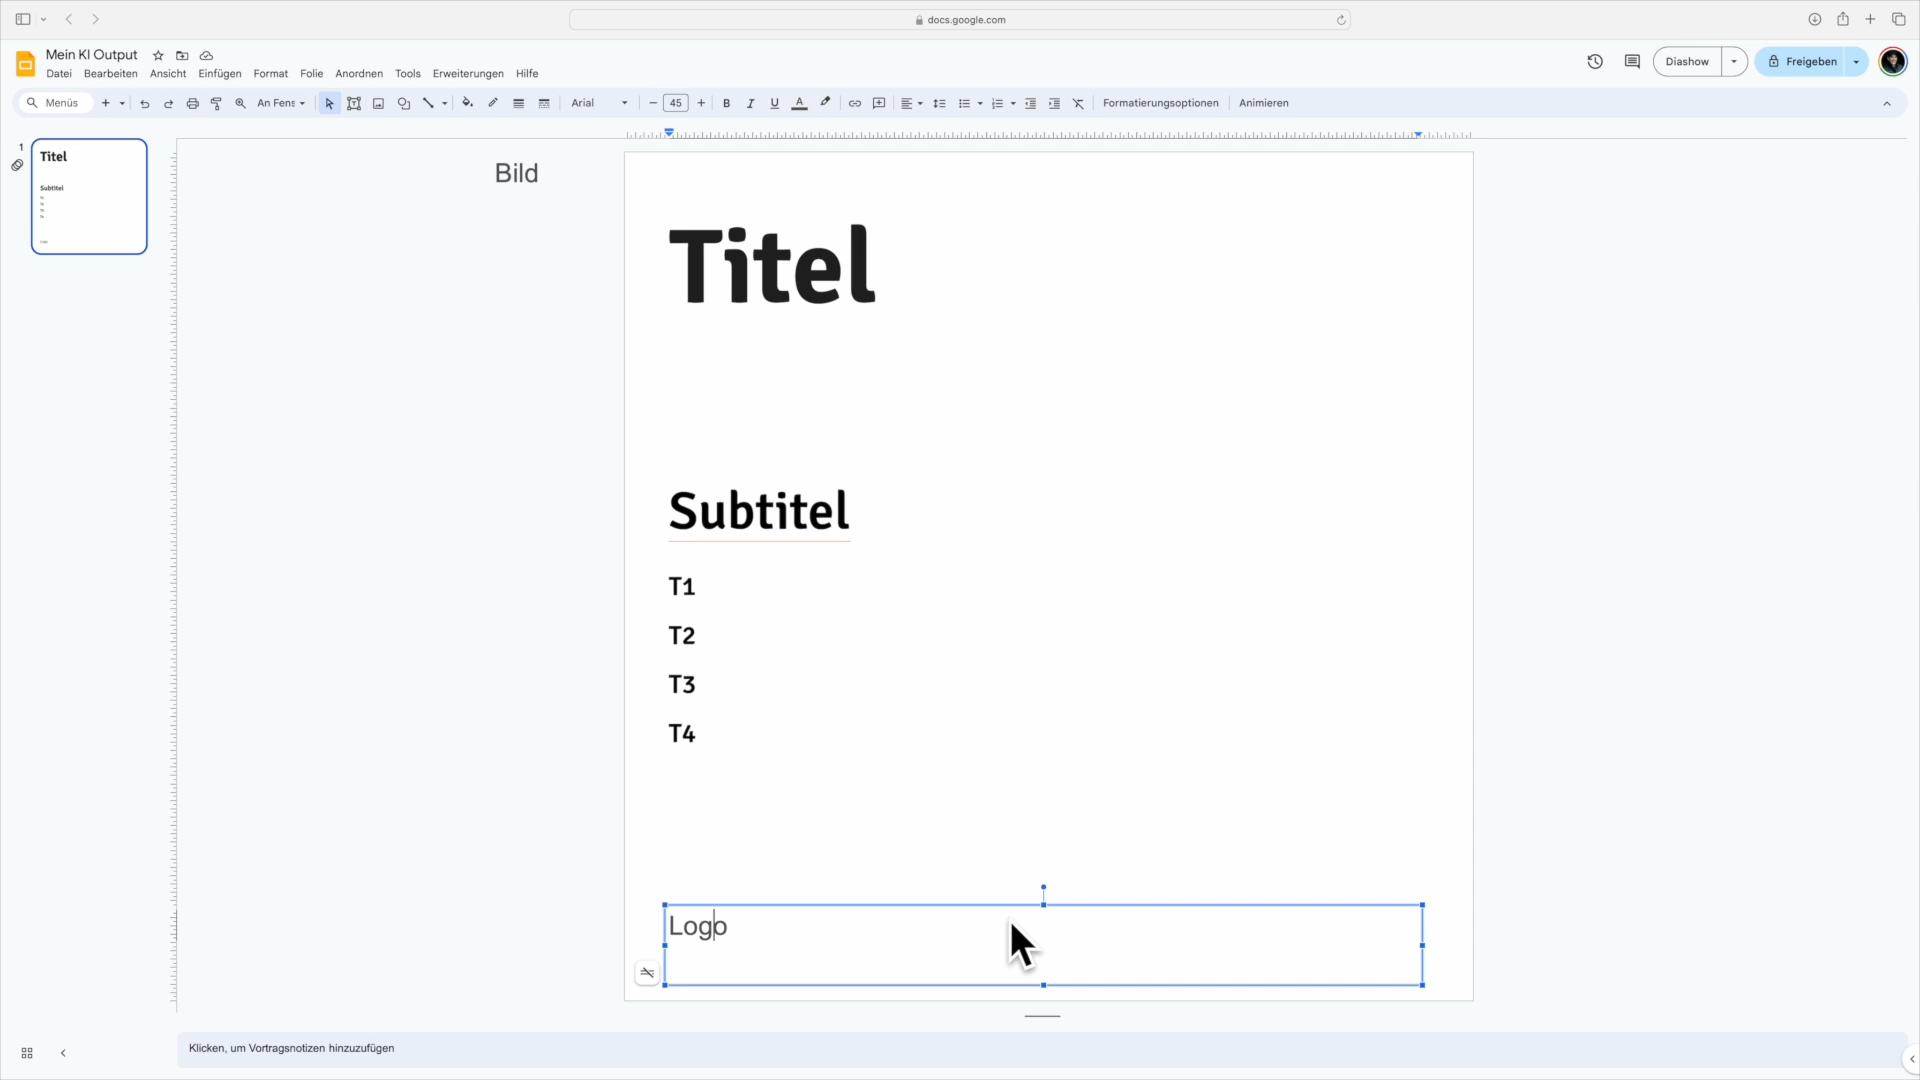 docs.google.com
Mein KI Output
Datei Bearbeiten Ansicht Einfügen Format Folie Anordnen Tools Erweiterungen Hilfe
Diashow
Freigeben
Menüs
An Fens
Arial
45
B I U A
Formatierungsoptionen
Animieren
1
Titel
Subtitel
Bild
Titel
Subtitel
T1
T2
T3
T4
Logo
Klicken, um Vortragsnotizen hinzuzufügen